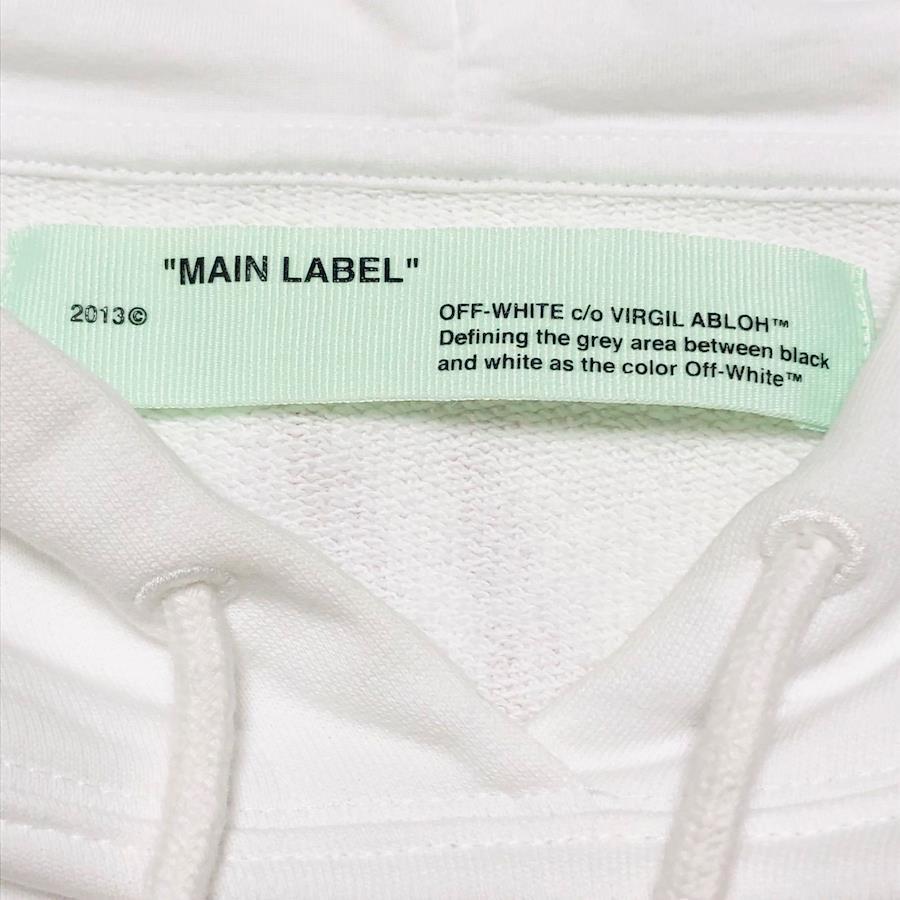 "MAIN LABEL"
2013©
OFF-WHITE c/o VIRGIL ABLOH™
Defining the grey area between black
and white as the color Off-White™